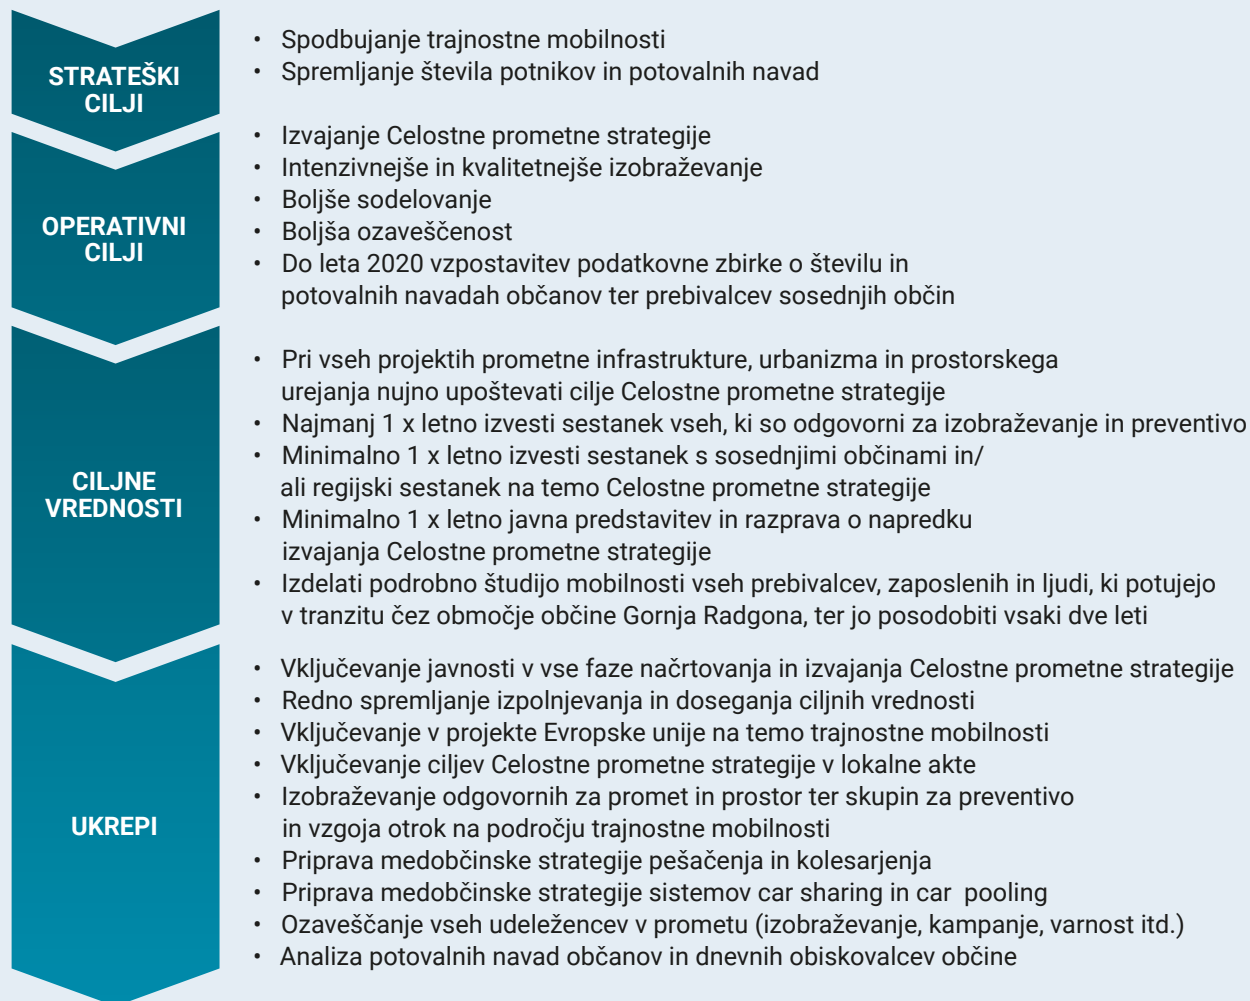 STRATEŠKI
CILJI
• Spodbujanje trajnostne mobilnosti
• Spremljanje števila potnikov in potovalnih navad
OPERATIVNI
CILJI
• Izvajanje Celostne prometne strategije
• Intenzivnejše in kvalitetnejše izobraževanje
• Boljše sodelovanje
• Boljša ozaveščenost
• Do leta 2020 vzpostavitev podatkovne zbirke o številu in
potovalnih navadah občanov ter prebivalcev sosednjih občin
CILJNE
VREDNOSTI
• Pri vseh projektih prometne infrastrukture, urbanizma in prostorskega
urejanja nujno upoštevati cilje Celostne prometne strategije
• Najmanj 1 x letno izvesti sestanek vseh, ki so odgovorni za izobraževanje in preventivo
• Minimalno 1 x letno izvesti sestanek s sosednjimi občinami in/
ali regijski sestanek na temo Celostne prometne strategije
• Minimalno 1 x letno javna predstavitev in razprava o napredku
izvajanja Celostne prometne strategije
• Izdelati podrobno študijo mobilnosti vseh prebivalcev, zaposlenih in ljudi, ki potujejo
v tranzitu čez območje občine Gornja Radgona, ter jo posodobiti vsaki dve leti
UKREPI
• Vključevanje javnosti v vse faze načrtovanja in izvajanja Celostne prometne strategije
• Redno spremljanje izpolnjevanja in doseganja ciljnih vrednosti
• Vključevanje v projekte Evropske unije na temo trajnostne mobilnosti
• Vključevanje ciljev Celostne prometne strategije v lokalne akte
• Izobraževanje odgovornih za promet in prostor ter skupin za preventivo
in vzgoja otrok na področju trajnostne mobilnosti
• Priprava medobčinske strategije pešačenja in kolesarjenja
• Priprava medobčinske strategije sistemov car sharing in car pooling
• Ozaveščanje vseh udeležencev v prometu (izobraževanje, kampanje, varnost itd.)
• Analiza potovalnih navad občanov in dnevnih obiskovalcev občine